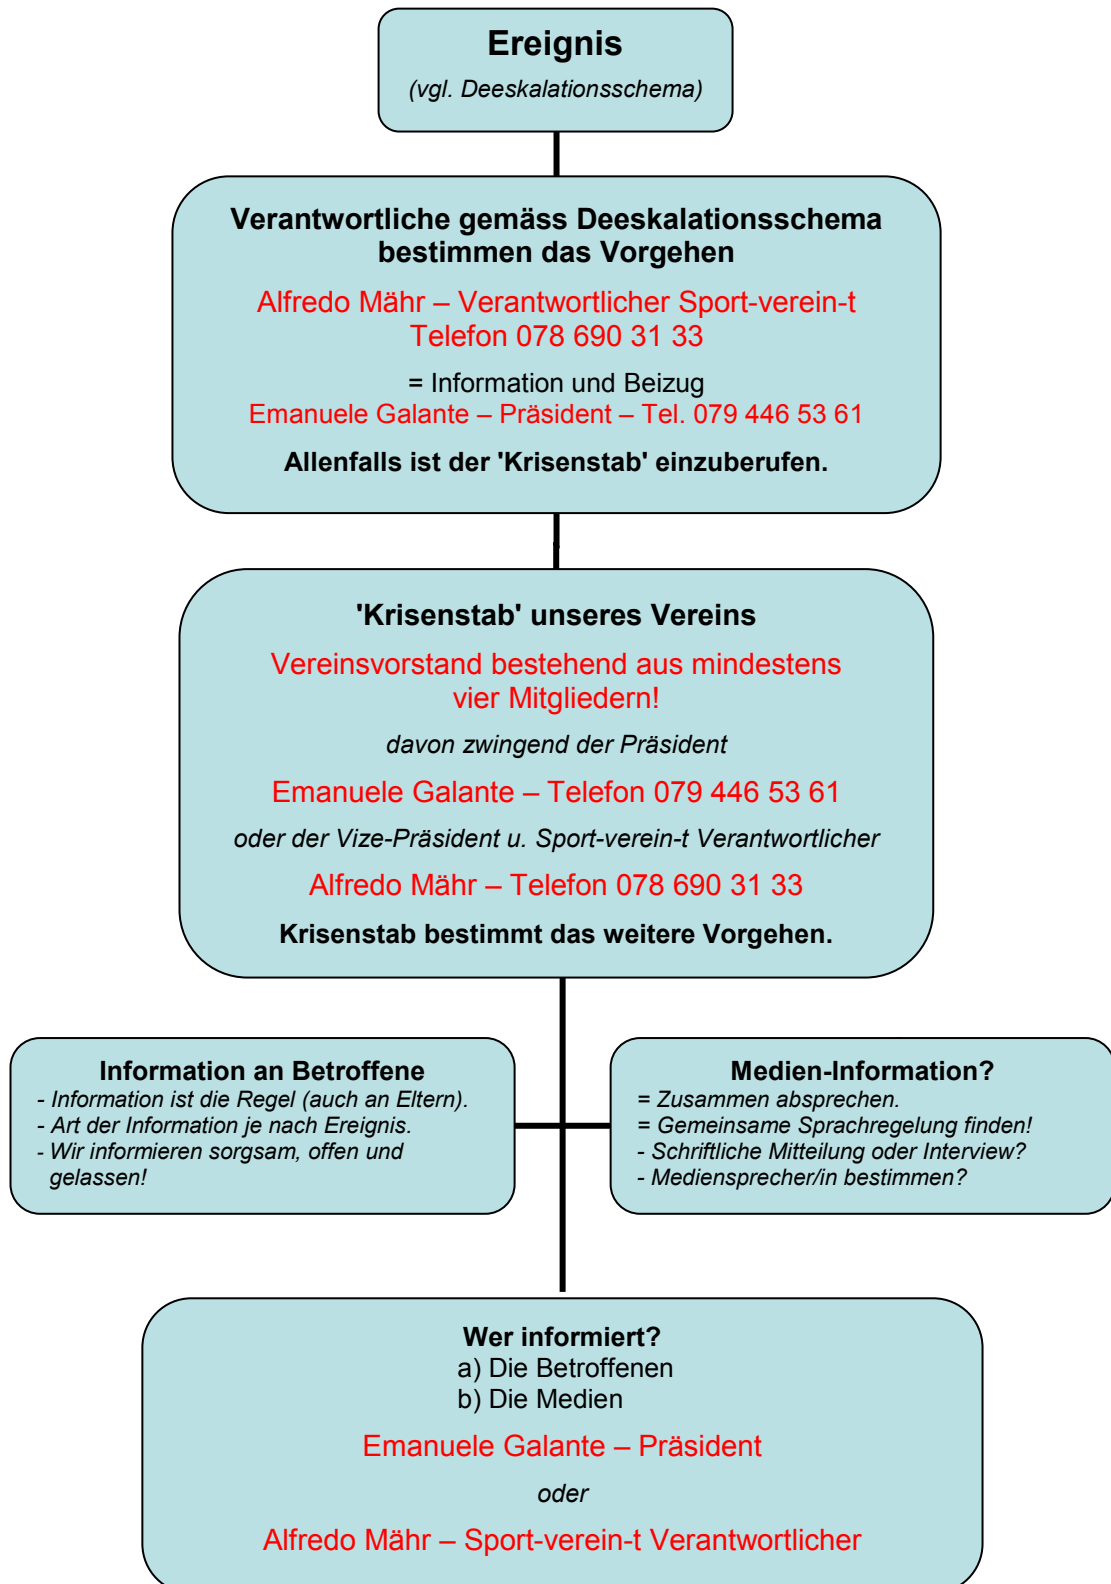 Ereignis
(vgl. Deeskalationsschema)
Verantwortliche gemäss Deeskalationsschema
bestimmen das Vorgehen
Alfredo Mähr – Verantwortlicher Sport-verein-t
Telefon 078 690 31 33
= Information und Beizug
Emanuele Galante – Präsident – Tel. 079 446 53 61
Allenfalls ist der 'Krisenstab' einzuberufen.
'Krisenstab' unseres Vereins
Vereinsvorstand bestehend aus mindestens
vier Mitgliedern!
davon zwingend der Präsident
Emanuele Galante – Telefon 079 446 53 61
oder der Vize-Präsident u. Sport-verein-t Verantwortlicher
Alfredo Mähr – Telefon 078 690 31 33
Krisenstab bestimmt das weitere Vorgehen.
Information an Betroffene
- Information ist die Regel (auch an Eltern).
- Art der Information je nach Ereignis.
- Wir informieren sorgsam, offen und
gelassen!
Medien-Information?
= Zusammen absprechen.
= Gemeinsame Sprachregelung finden!
- Schriftliche Mitteilung oder Interview?
- Mediensprecher/in bestimmen?
Wer informiert?
a) Die Betroffenen
b) Die Medien
Emanuele Galante – Präsident
oder
Alfredo Mähr – Sport-verein-t Verantwortlicher